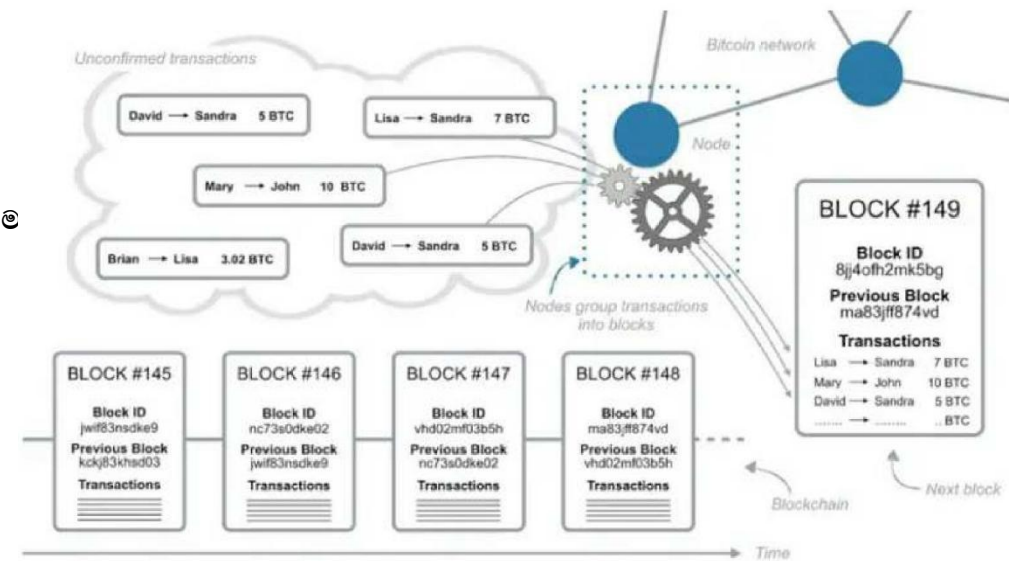 Unconfirmed transactions
David → Sandra 5 BTC
Lisa → Sandra 7 BTC
Mary → John 10 BTC
David → Sandra 5 BTC
Brian → Lisa 3.02 BTC
Bitcoin network
Node
Nodes group transactions
into blocks
BLOCK #149
Block ID
8jj4ofh2mk5bg
Previous Block
ma83jff874vd
Transactions
Lisa → Sandra 7 BTC
Mary → John 10 BTC
David → Sandra 5 BTC
........ → ........ .. BTC
Next block
BLOCK #145
Block ID
jwif83nsdke9
Previous Block
kckj83khsd03
Transactions
BLOCK #146
Block ID
nc73s0dke02
Previous Block
jwif83nsdke9
Transactions
BLOCK #147
Block ID
vhd02mf03b5h
Previous Block
nc73s0dke02
Transactions
BLOCK #148
Block ID
ma83jff874vd
Previous Block
vhd02mf03b5h
Transactions
Blockchain
Time